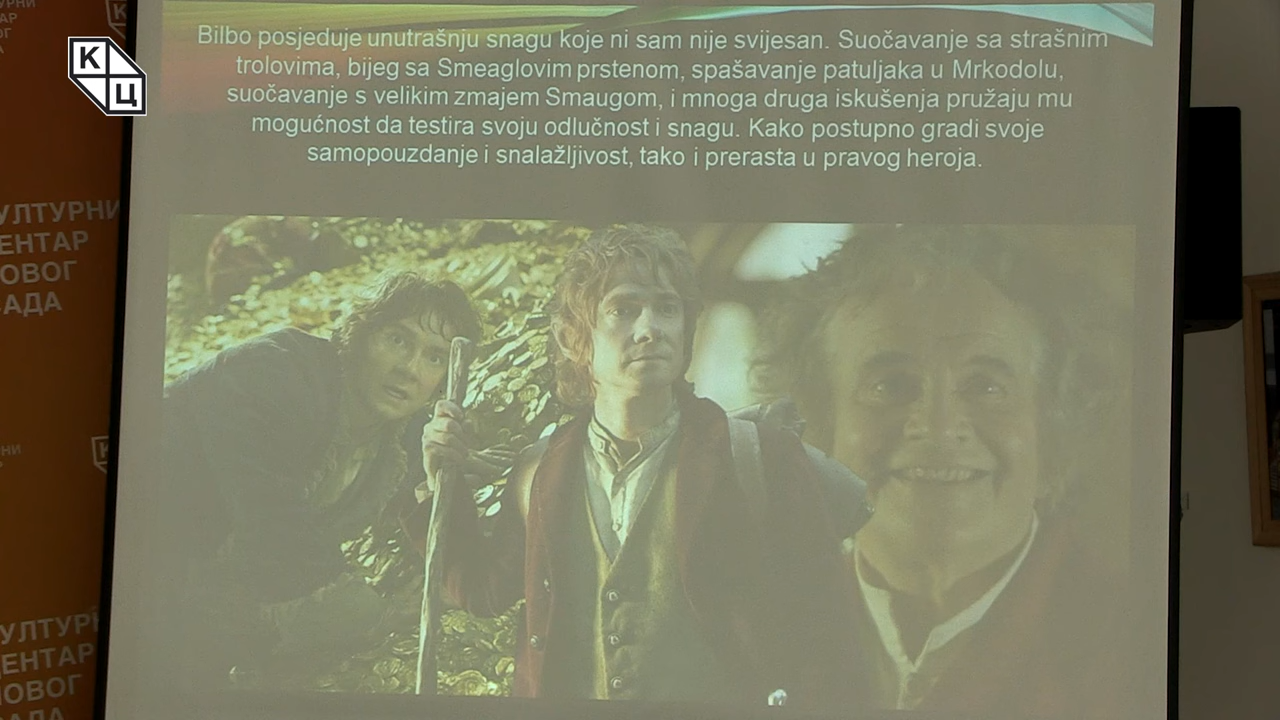 К
Ц
Bilbo posjeduje unutrašnju snagu koje ni sam nije svijesan. Suočavanje sa strašnim
trolovima, bijeg sa Smeaglovim prstenom, spašavanje patuljaka u Mrkodolu,
suočavanje s velikim zmajem Smaugom, i mnoga druga iskušenja pružaju mu
mogućnost da testira svoju odlučnost i snagu. Kako postupno gradi svoje
samopouzdanje i snalažljivost, tako i prerasta u pravog heroja.
УЛТУРНИ
ЕНТАР
ОВОГ
АДА
УЛТУРН
ЕНТАР
ОВОГ
АДА